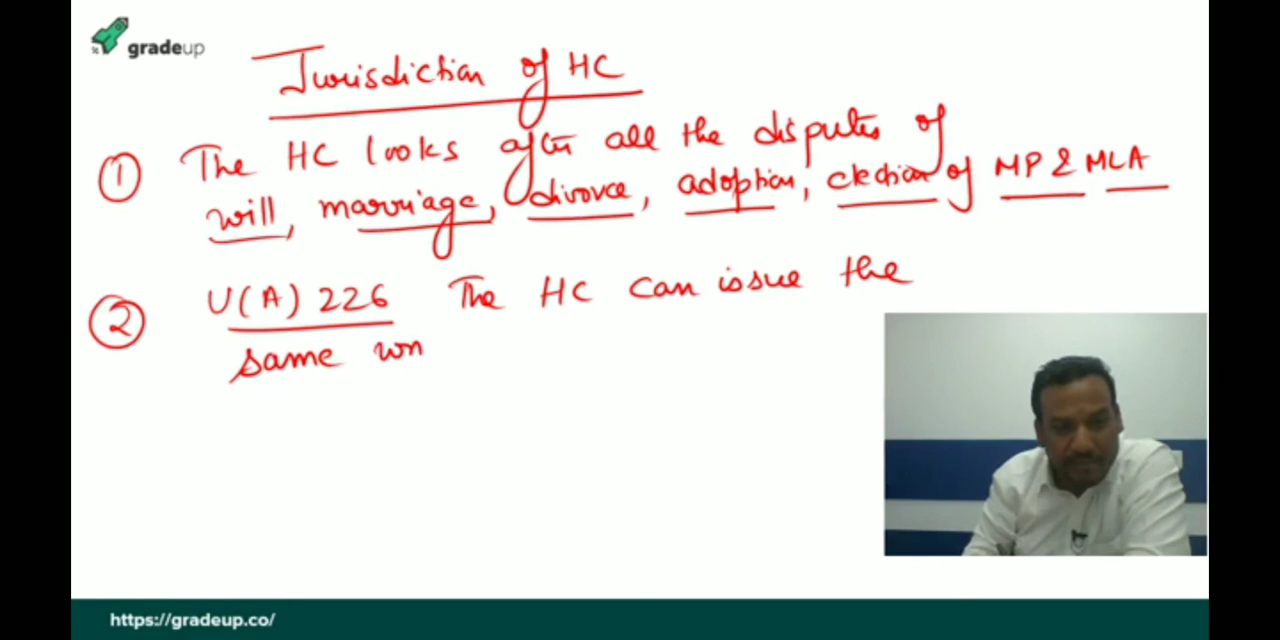 gradeup
Jurisdiction of HC
① The HC looks after all the disputes of
will, marriage, divorce, adoption, election of MP & MLA
② U(A) 226 The HC can issue the
same wr
https://gradeup.co/